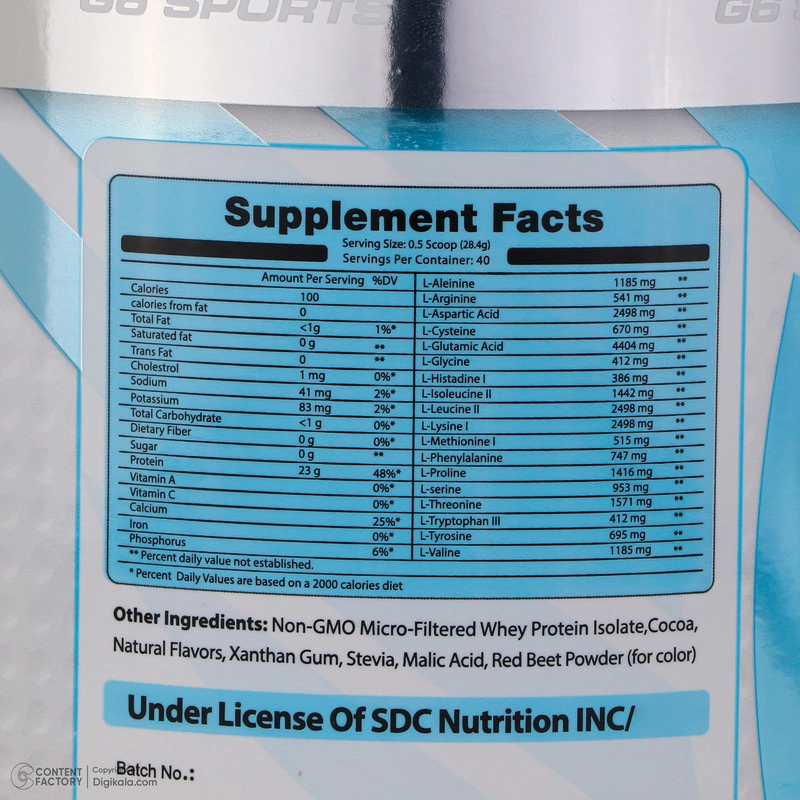 G6 SPORTS
G6
Supplement Facts
Serving Size: 0.5 Scoop (28.4g)
Servings Per Container: 40
Amount Per Serving %DV
Calories 100
calories from fat 0
Total Fat <1g 1%*
Saturated fat 0 g **
Trans Fat 0 **
Cholestrol 1 mg 0%*
Sodium 41 mg 2%*
Potassium 83 mg 2%*
Total Carbohydrate <1 g 0%*
Dietary Fiber 0 g 0%*
Sugar 0 g **
Protein 23 g 48%*
Vitamin A 0%*
Vitamin C 0%*
Calcium 25%*
Iron 0%*
Phosphorus 6%*
** Percent daily value not established.
* Percent Daily Values are based on a 2000 calories diet
L-Aleinine 1185 mg **
L-Arginine 541 mg **
L-Aspartic Acid 2498 mg **
L-Cysteine 670 mg **
L-Glutamic Acid 4404 mg **
L-Glycine 412 mg **
L-Histadine I 386 mg **
L-Isoleucine II 1442 mg **
L-Leucine II 2498 mg **
L-Lysine I 2498 mg **
L-Methionine I 515 mg **
L-Phenylalanine 747 mg **
L-Proline 1416 mg **
L-serine 953 mg **
L-Threonine 1571 mg **
L-Tryptophan III 412 mg **
L-Tyrosine 695 mg **
L-Valine 1185 mg **
Other Ingredients: Non-GMO Micro-Filtered Whey Protein Isolate,Cocoa,
Natural Flavors, Xanthan Gum, Stevia, Malic Acid, Red Beet Powder (for color)
Under License Of SDC Nutrition INC/
Batch No.:
CONTENT FACTORY
Digikala.com